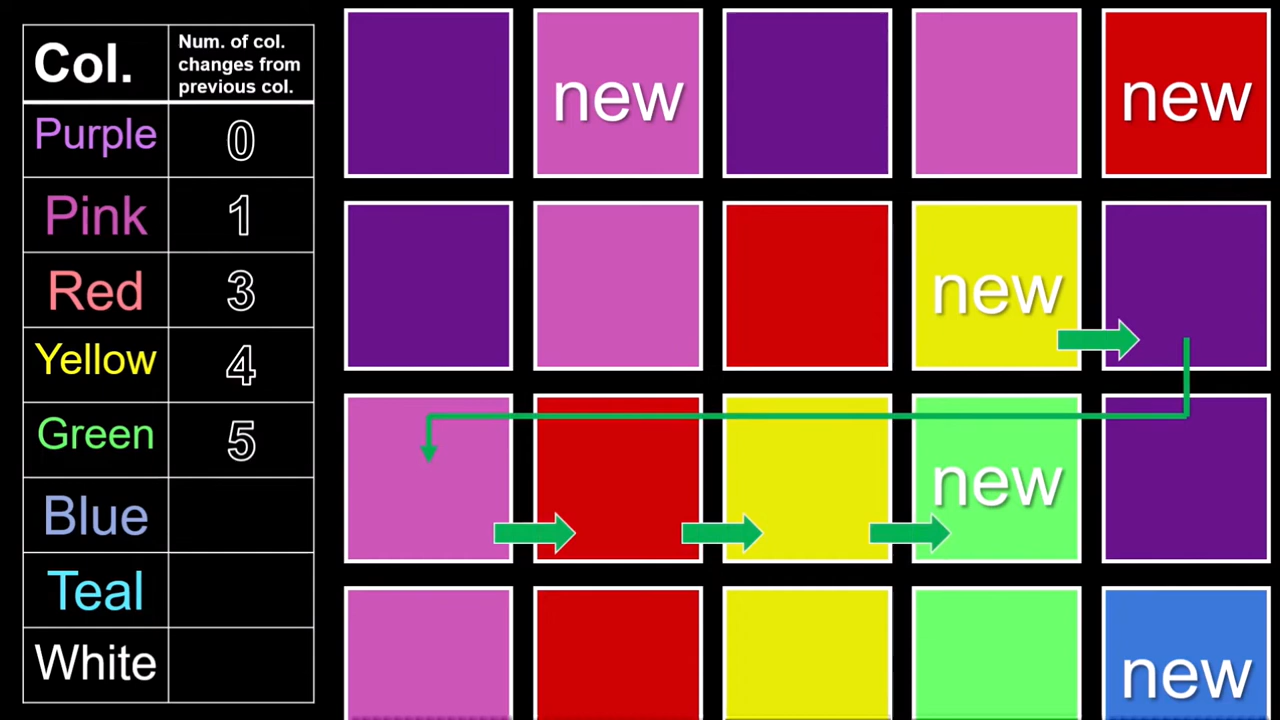 Col.
Num. of col.
changes from
previous col.
Purple 0
Pink 1
Red 3
Yellow 4
Green 5
Blue
Teal
White
new
new
new
new
new